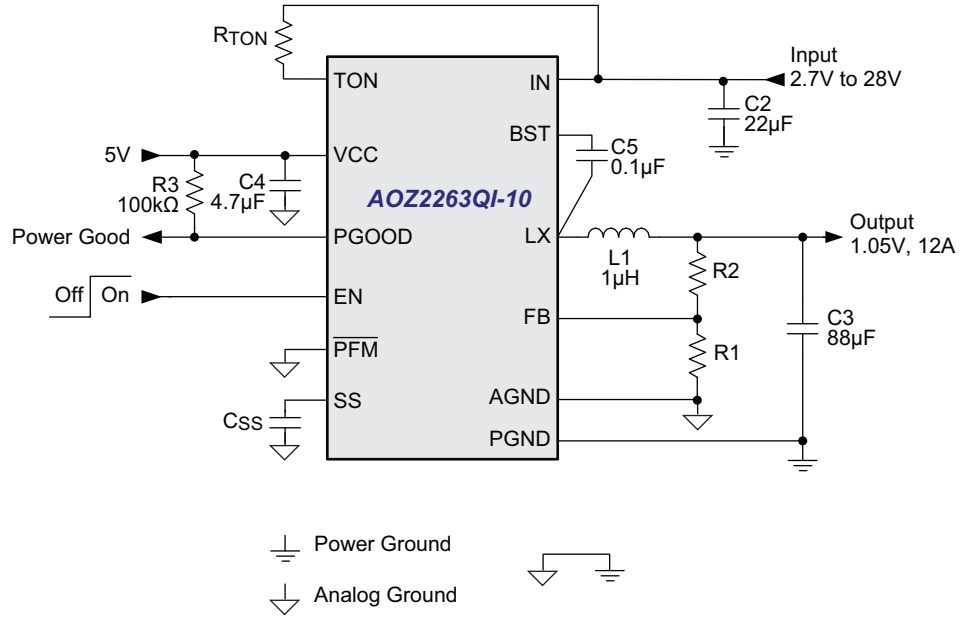 RTON
TON
IN
Input
2.7V to 28V
C2
22µF
BST
C5
0.1µF
5V
VCC
R3
100kΩ
C4
4.7µF
AOZ2263QI-10
Power Good
PGOOD
LX
L1
1µH
Output
1.05V, 12A
R2
Off
On
EN
FB
C3
88µF
R1
PFM
AGND
SS
CSS
PGND
Power Ground
Analog Ground